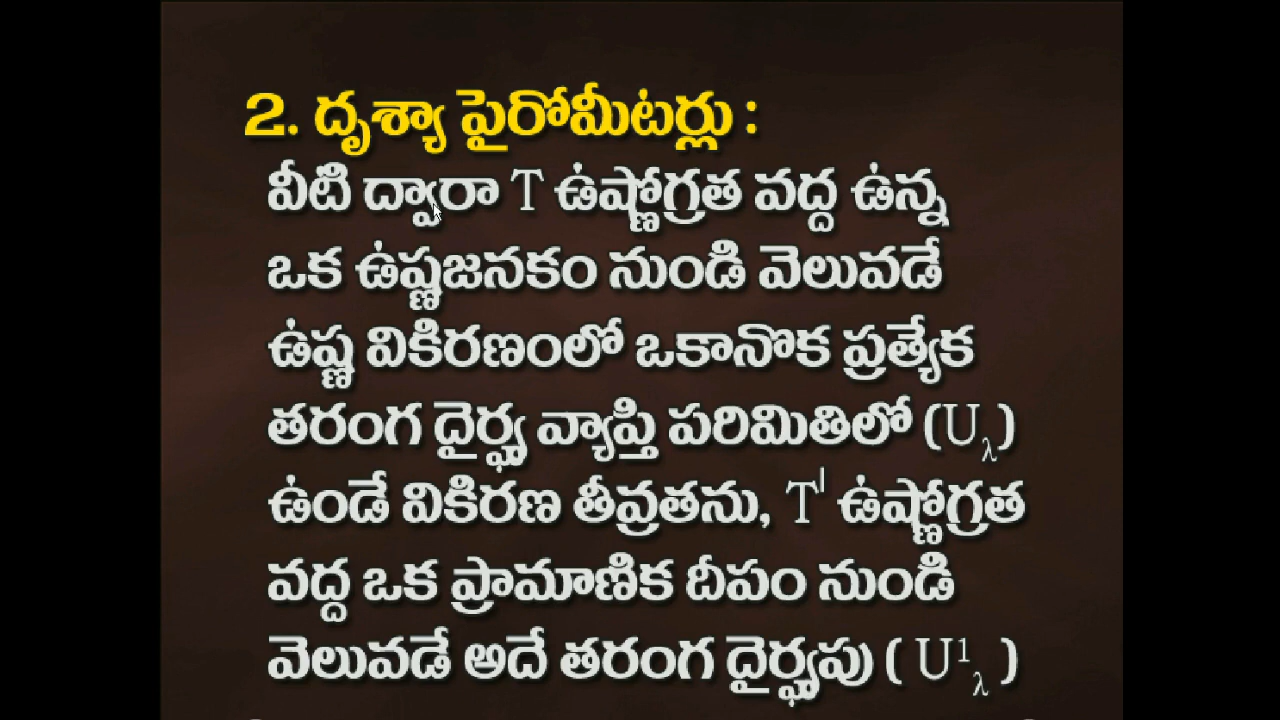 2. దృశ్యా పైరోమీటర్లు :
వీటి ద్వారా T ఉష్ణోగ్రత వద్ద ఉన్న
ఒక ఉష్ణజనకం నుండి వెలువడే
ఉష్ణ వికిరణంలో ఒకానొక ప్రత్యేక
తరంగ దైర్ఘ్య వ్యాప్తి పరిమితిలో (Uλ)
ఉండే వికిరణ తీవ్రతను, T' ఉష్ణోగ్రత
వద్ద ఒక ప్రామాణిక దీపం నుండి
వెలువడే అదే తరంగ దైర్ఘ్యపు ( U¹λ )